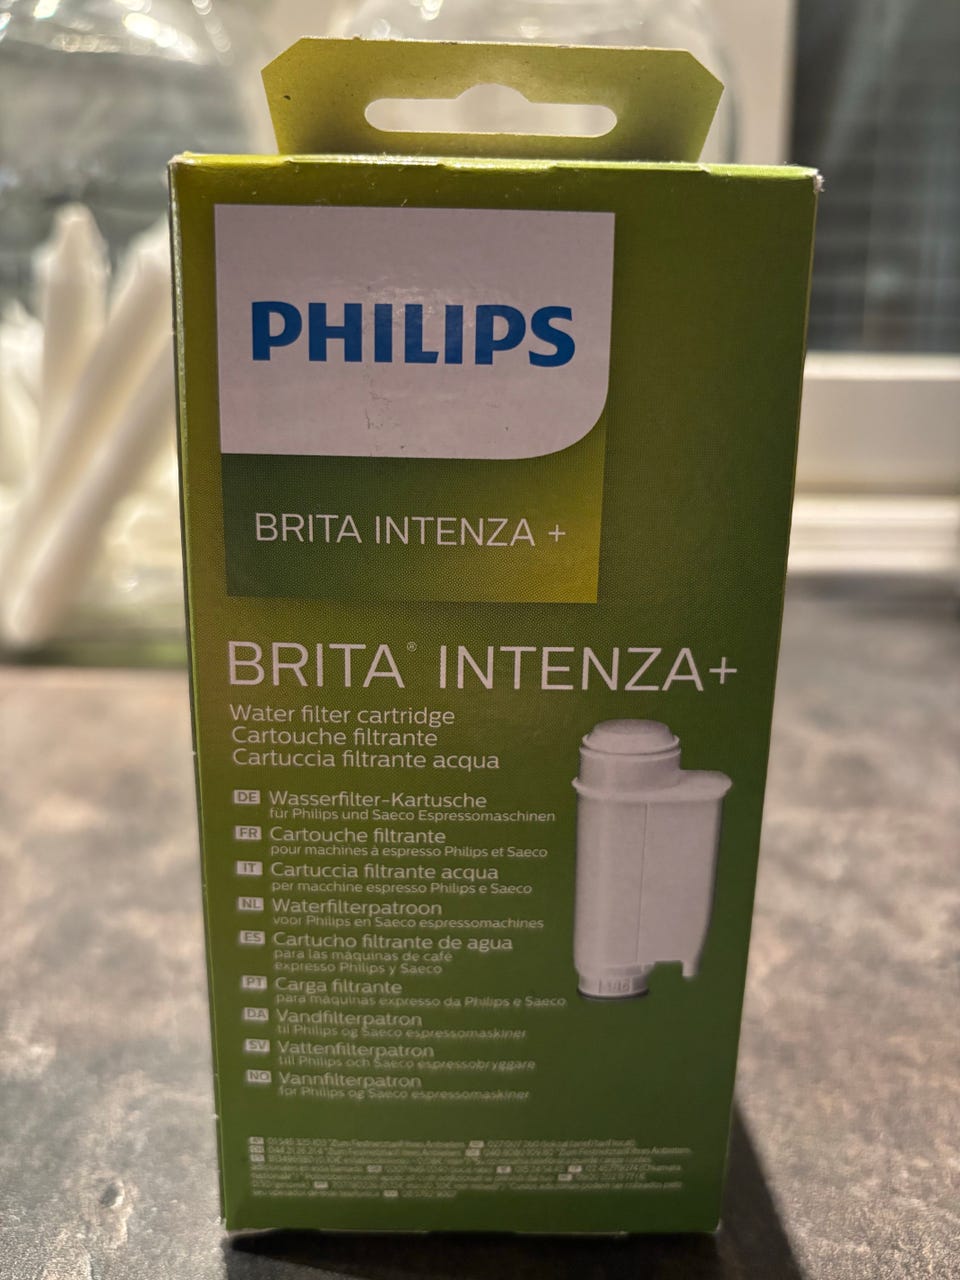 PHILIPS
BRITA INTENZA +
BRITA® INTENZA+
Water filter cartridge
Cartouche filtrante
Cartuccia filtrante acqua
DE Wasserfilter-Kartusche
für Philips und Saeco Espressomaschinen
FR Cartouche filtrante
pour machines à espresso Philips et Saeco
IT Cartuccia filtrante acqua
per macchine espresso Philips e Saeco
NL Waterfilterpatroon
voor Philips en Saeco espressomachines
ES Cartucho filtrante de agua
para las máquinas de café
expresso Philips y Saeco
PT Carga filtrante
para máquinas expresso da Philips e Saeco
DA Vandfilterpatron
til Philips og Saeco espressomaskiner
SV Vattenfilterpatron
till Philips och Saeco espressobryggare
NO Vannfilterpatron
for Philips og Saeco espressomaskiner